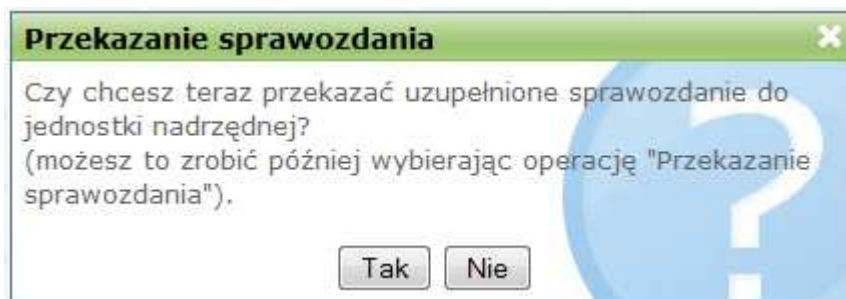 Przekazanie sprawozdania
Czy chcesz teraz przekazać uzupełnione sprawozdanie do
jednostki nadrzędnej?
(możesz to zrobić później wybierając operację "Przekazanie
sprawozdania").
Tak Nie